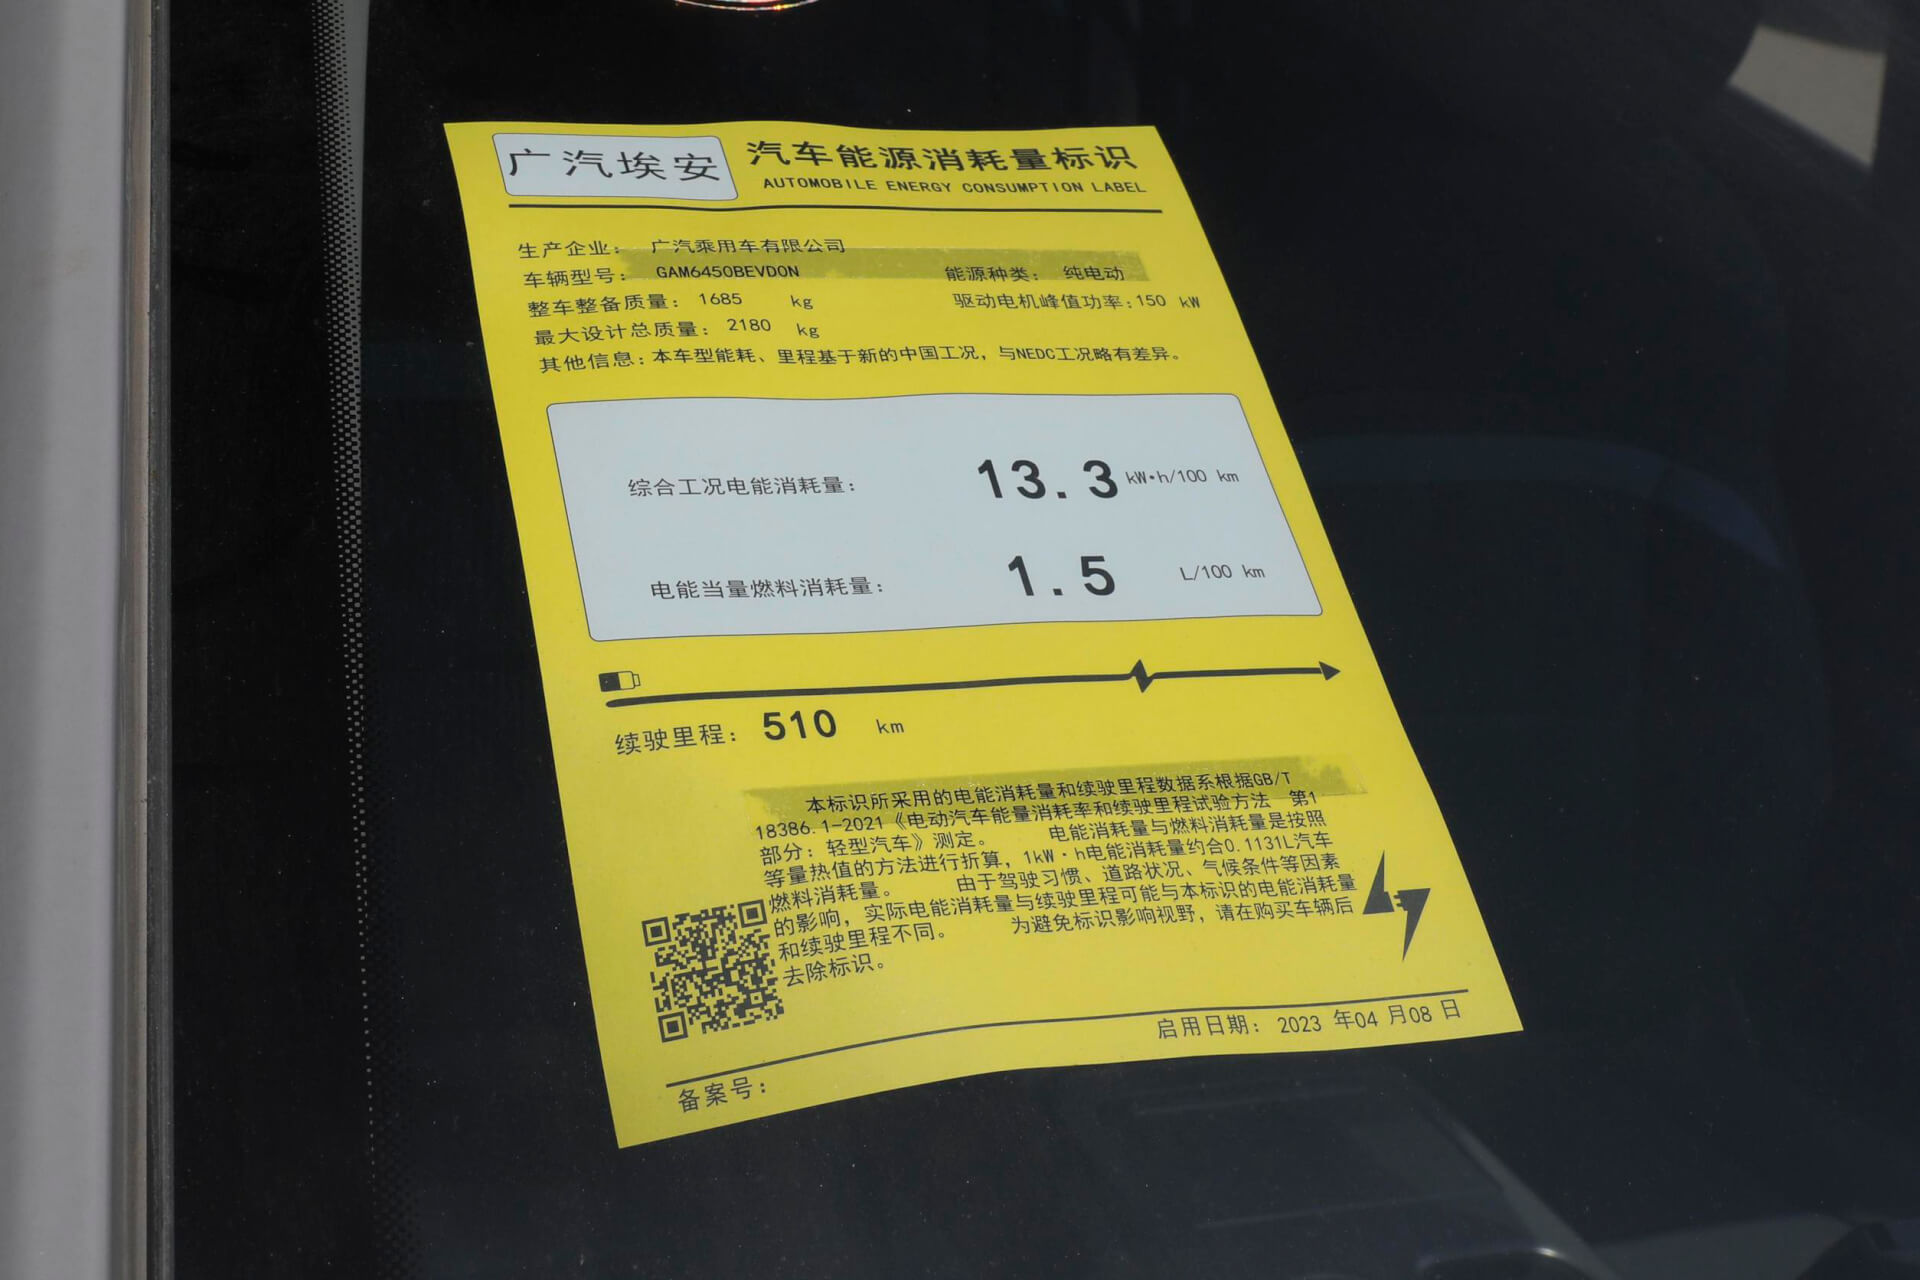 广汽埃安 汽车能源消耗量标识
AUTOMOBILE ENERGY CONSUMPTION LABEL
生产企业： 广汽乘用车有限公司
车辆型号： GAM6450BEVD0N 能源种类： 纯电动
整车整备质量： 1685 kg 驱动电机峰值功率：150 kW
最大设计总质量： 2180 kg
其他信息：本车型能耗、里程基于新的中国工况，与NEDC工况略有差异。
综合工况电能消耗量： 13.3 kW·h/100 km
电能当量燃料消耗量： 1.5 L/100 km
续驶里程： 510 km
本标识所采用的电能消耗量和续驶里程数据系根据GB/T
18386.1-2021《电动汽车能量消耗率和续驶里程试验方法 第1
部分：轻型汽车》测定。 电能消耗量与燃料消耗量是按照
等量热值的方法进行折算，1kW·h电能消耗量约合0.1131L汽车
燃料消耗量。 由于驾驶习惯、道路状况、气候条件等因素
的影响，实际电能消耗量与续驶里程可能与本标识的电能消耗量
和续驶里程不同。 为避免标识影响视野，请在购买车辆后
去除标识。
启用日期： 2023 年04 月08 日
备案号：